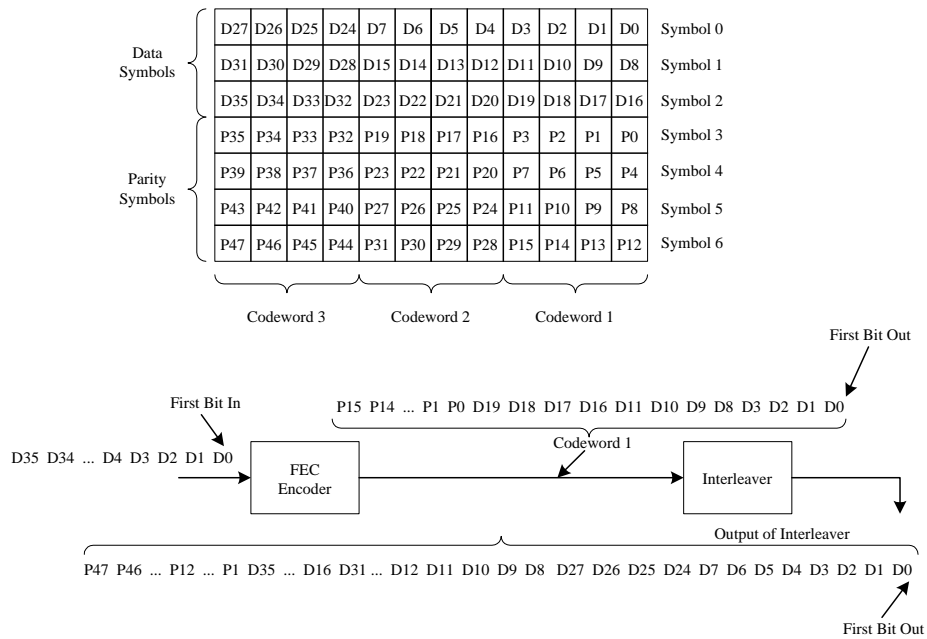 D27 D26 D25 D24 D7 D6 D5 D4 D3 D2 D1 D0 Symbol 0
D31 D30 D29 D28 D15 D14 D13 D12 D11 D10 D9 D8 Symbol 1
D35 D34 D33 D32 D23 D22 D21 D20 D19 D18 D17 D16 Symbol 2
Data
Symbols
P35 P34 P33 P32 P19 P18 P17 P16 P3 P2 P1 P0 Symbol 3
P39 P38 P37 P36 P23 P22 P21 P20 P7 P6 P5 P4 Symbol 4
P43 P42 P41 P40 P27 P26 P25 P24 P11 P10 P9 P8 Symbol 5
P47 P46 P45 P44 P31 P30 P29 P28 P15 P14 P13 P12 Symbol 6
Parity
Symbols
Codeword 3 Codeword 2 Codeword 1
First Bit Out
P15 P14 ... P1 P0 D19 D18 D17 D16 D11 D10 D9 D8 D3 D2 D1 D0
Codeword 1
First Bit In
D35 D34 ... D4 D3 D2 D1 D0
FEC
Encoder
Interleaver
Output of Interleaver
P47 P46 ... P12 ... P1 D35 ... D16 D31 ... D12 D11 D10 D9 D8 D27 D26 D25 D24 D7 D6 D5 D4 D3 D2 D1 D0
First Bit Out